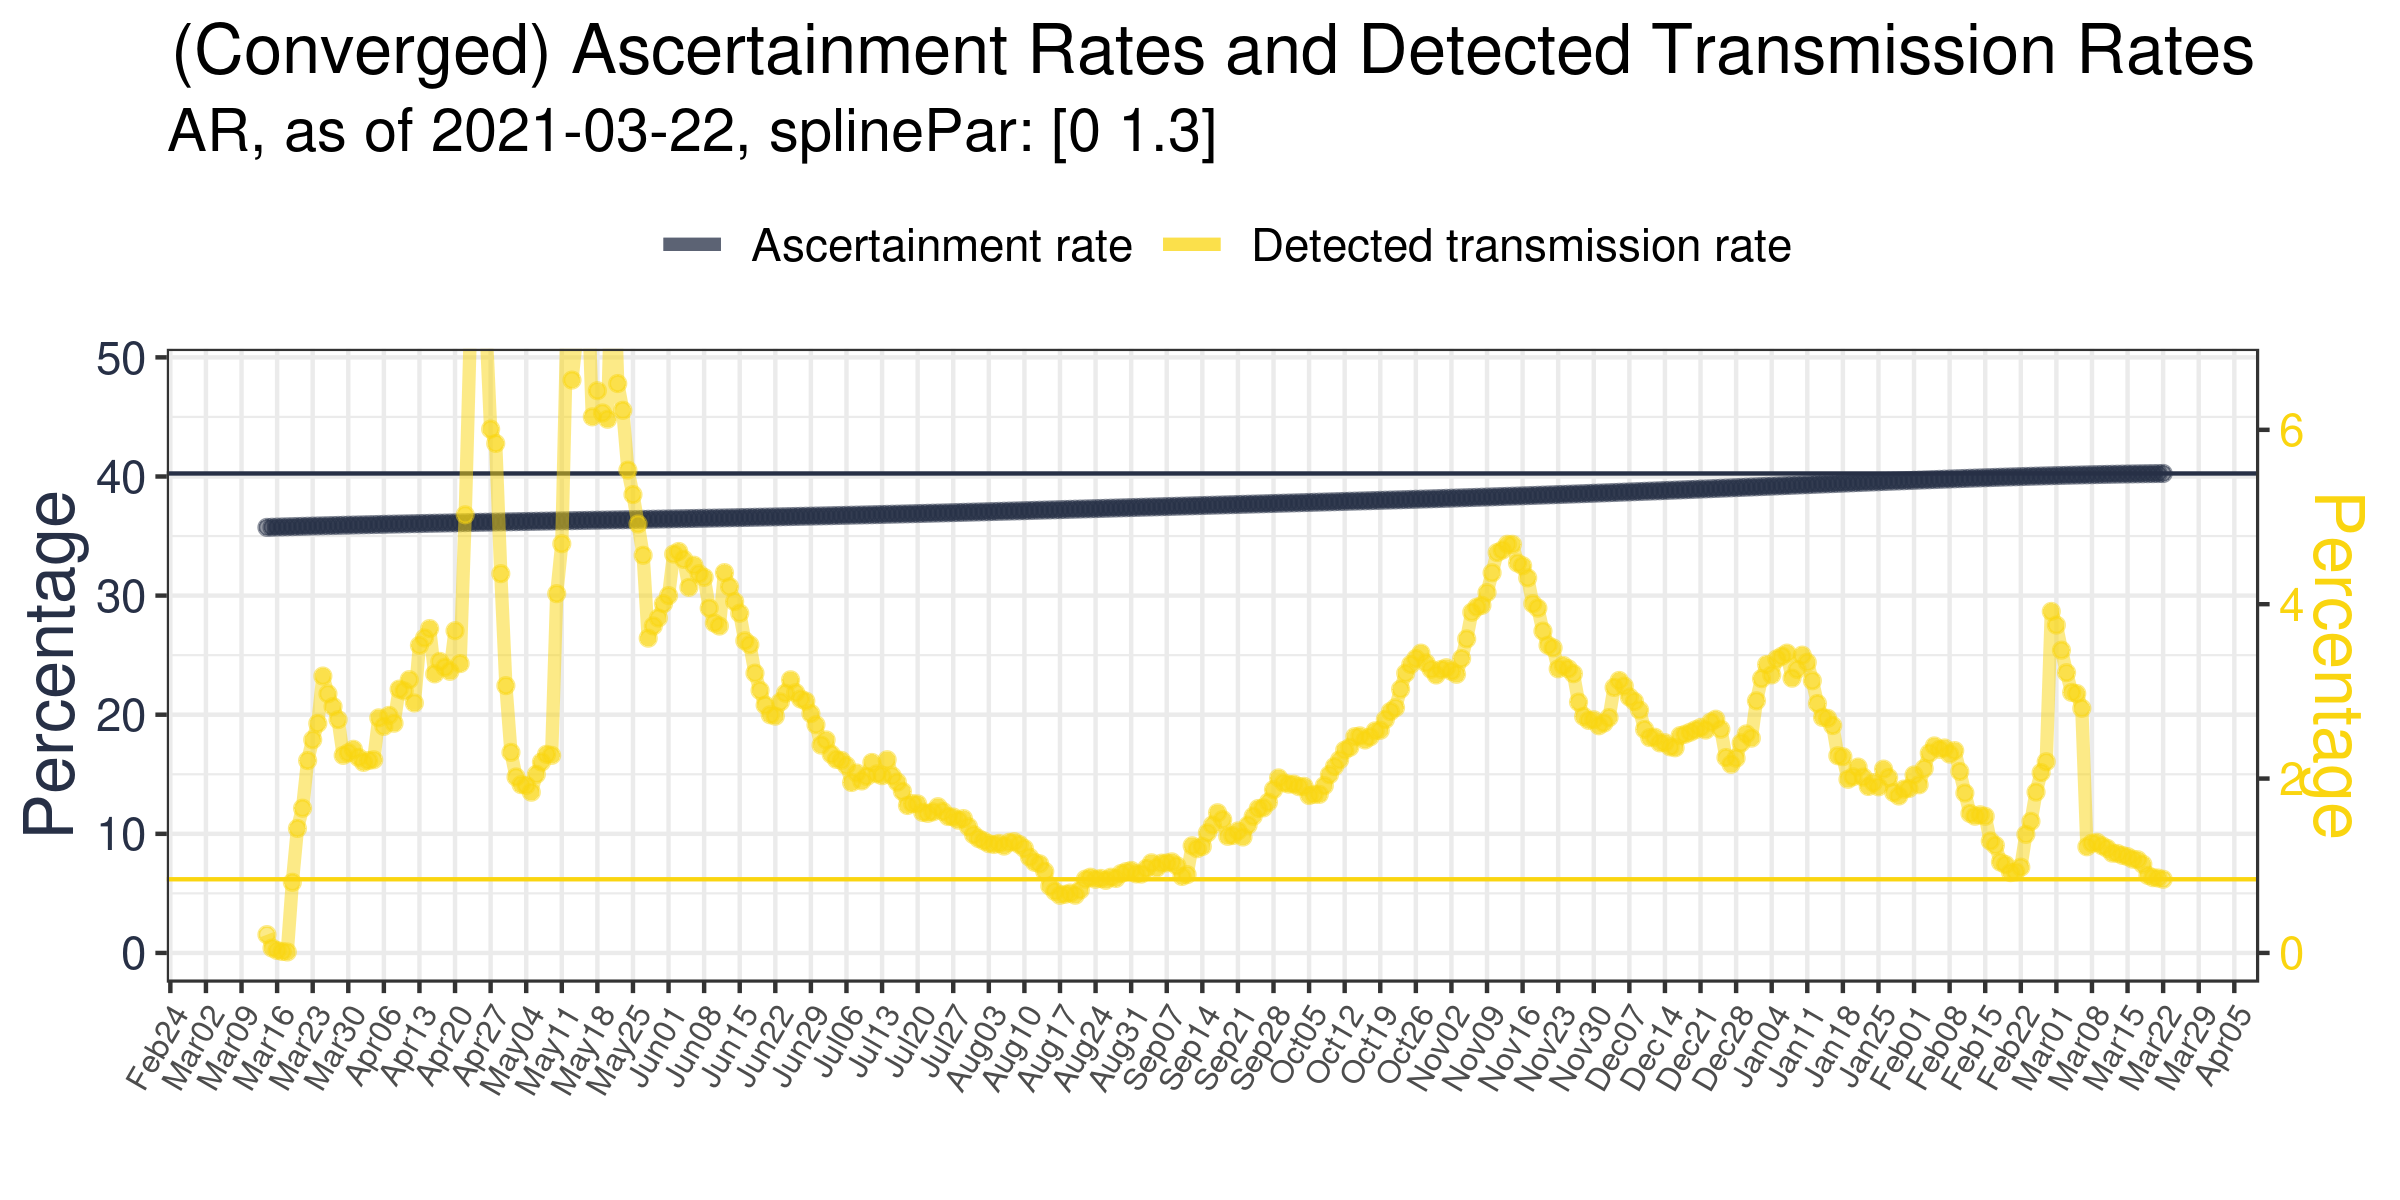 (Converged) Ascertainment Rates and Detected Transmission Rates
AR, as of 2021-03-22, splinePar: [0 1.3]
Ascertainment rate
Detected transmission rate
Percentage
50
40
30
20
10
0
6
4
2
0
Percentage
Feb24
Mar02
Mar09
Mar16
Mar23
Mar30
Apr06
Apr13
Apr20
Apr27
May04
May11
May18
May25
Jun01
Jun08
Jun15
Jun22
Jun29
Jul06
Jul13
Jul20
Jul27
Aug03
Aug10
Aug17
Aug24
Aug31
Sep07
Sep14
Sep21
Sep28
Oct05
Oct12
Oct19
Oct26
Nov02
Nov09
Nov16
Nov23
Nov30
Dec07
Dec14
Dec21
Dec28
Jan04
Jan11
Jan18
Jan25
Feb01
Feb08
Feb15
Feb22
Mar01
Mar08
Mar15
Mar22
Mar29
Apr05